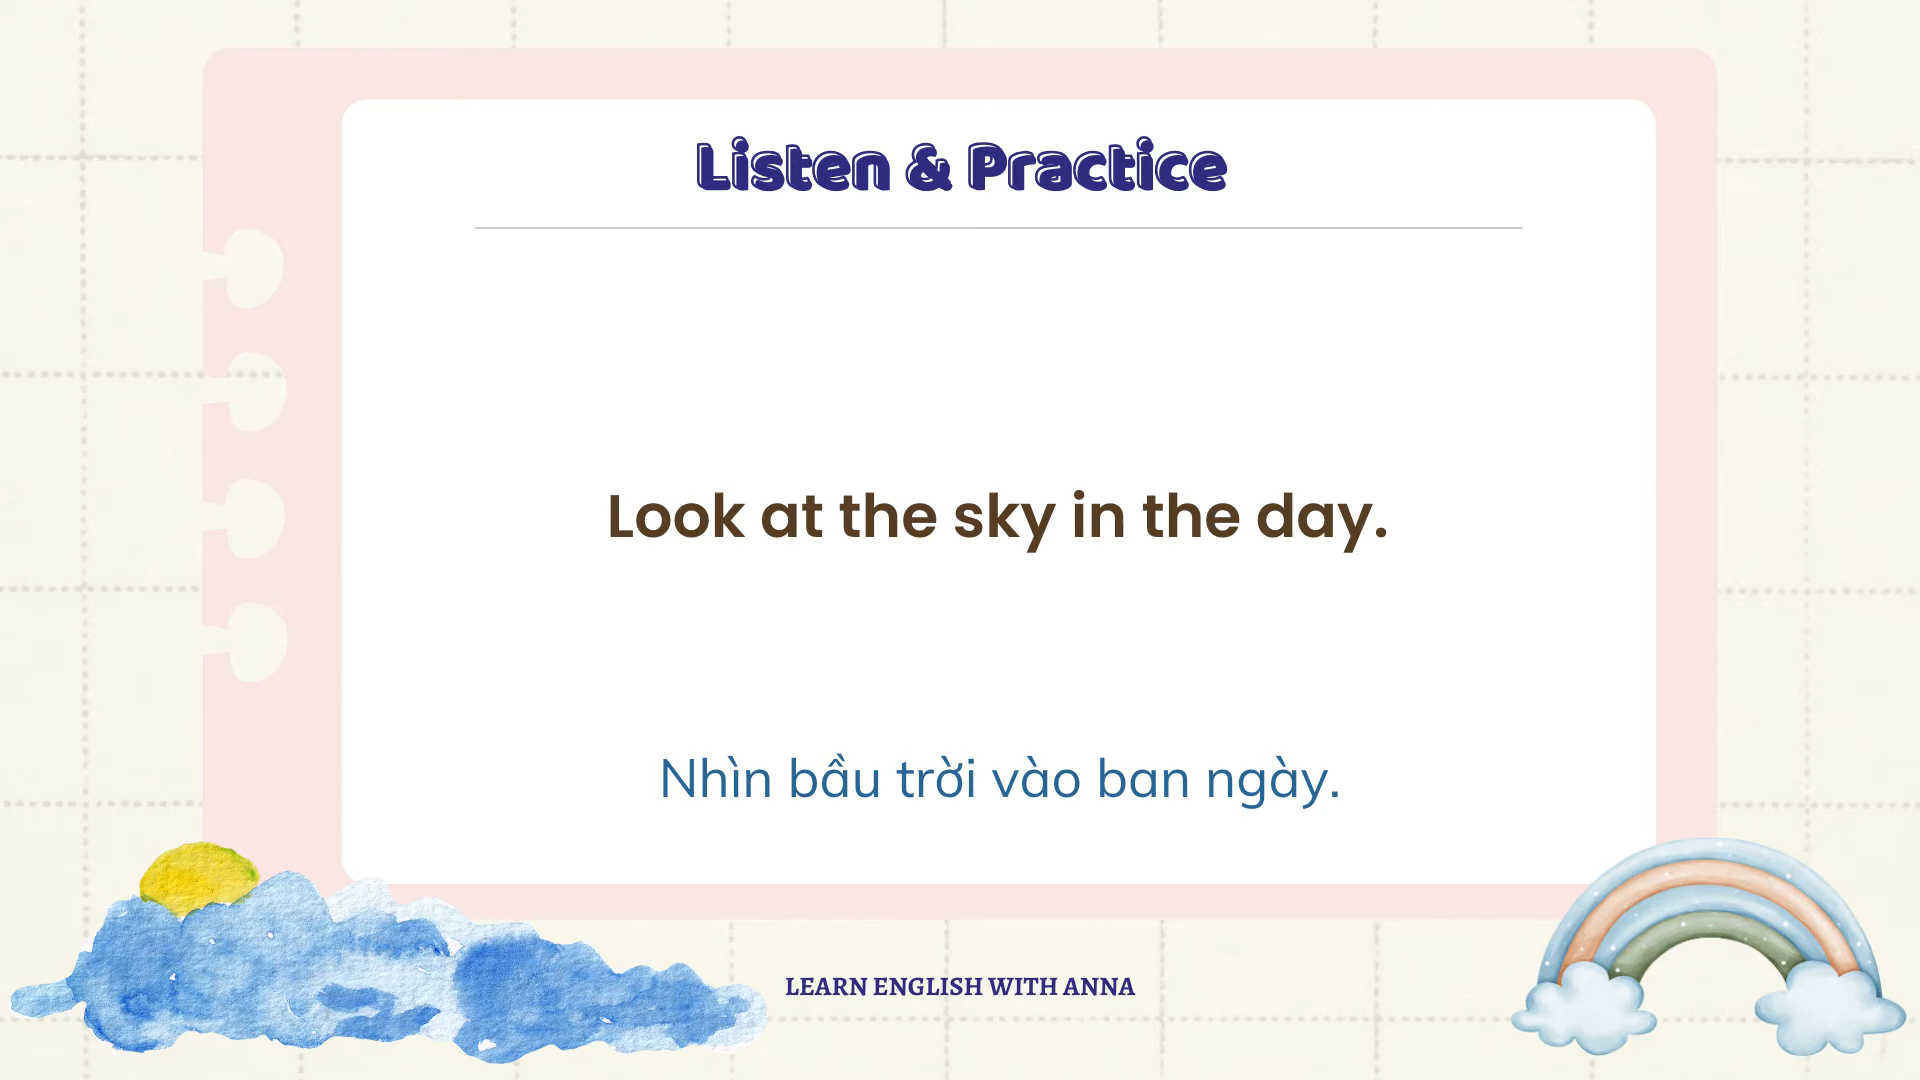 Listen & Practice
Look at the sky in the day.
Nhìn bầu trời vào ban ngày.
LEARN ENGLISH WITH ANNA